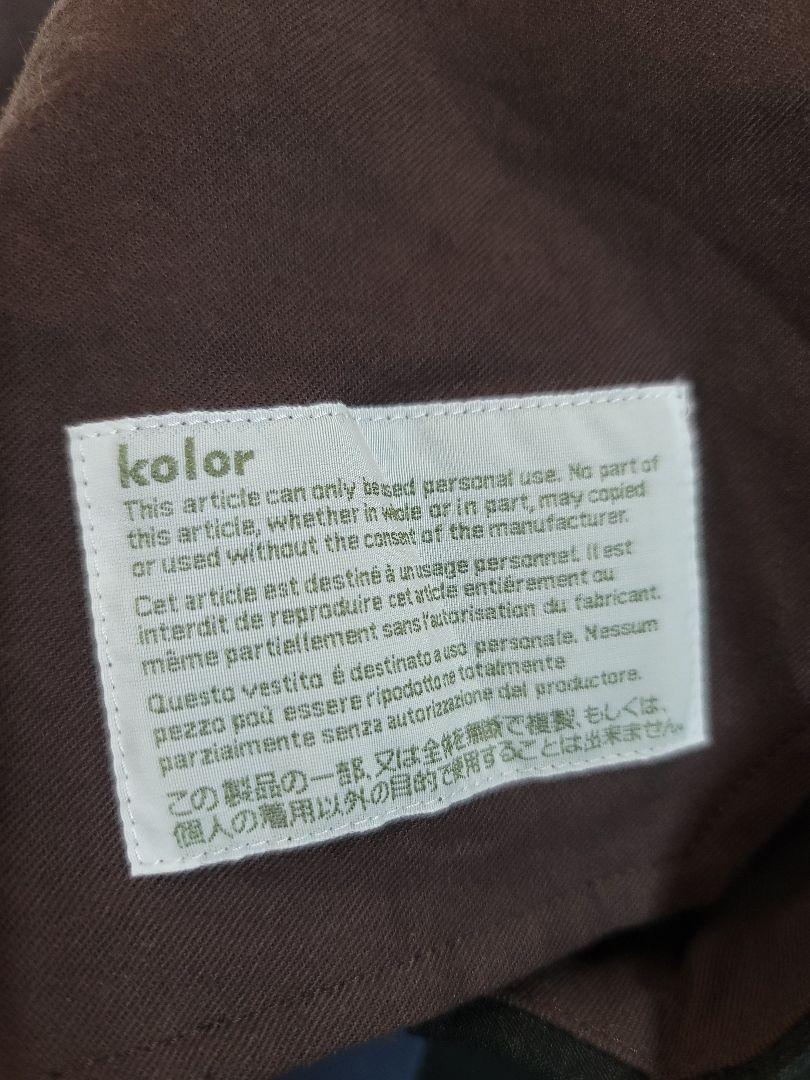 kolor
This article can only be used personal use. No part of
this article, whether in whole or in part, may copied
or used without the consent of the manufacturer.
Cet article est destiné à un usage personnel. Il est
interdit de reproduire cet article entiérement ou
même partiellement sans l'autorisation du fabricant.
Questo vestito é destinato a uso personale. Nessum
pezzo poú essere ripodotto ne totalmente
parziaimente senza autorizazione del productore.
この製品の一部、又は全体を無断で複製、もしくは、
個人の着用以外の目的で使用することは出来ません。